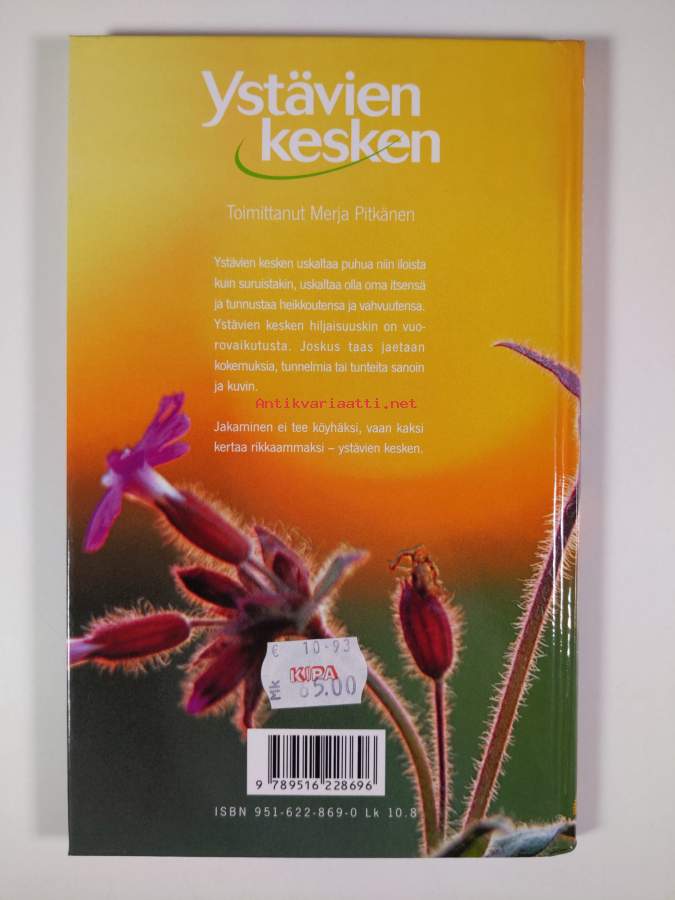 Ystävien
kesken
Toimittanut Merja Pitkänen
Ystävien kesken uskaltaa puhua niin iloista
kuin suruistakin, uskaltaa olla oma itsensä
ja tunnustaa heikkoutensa ja vahvuutensa.
Ystävien kesken hiljaisuuskin on vuo-
rovaikutusta. Joskus taas jaetaan
kokemuksia, tunnelmia tai tunteita sanoin
ja kuvin.
Antikvariaatti.net
Jakaminen ei tee köyhäksi, vaan kaksi
kertaa rikkaammaksi – ystävien kesken.
€ 10-93
KIPA
Mk 65.00
9 789516 228696
ISBN 951-622-869-0 Lk 10.8